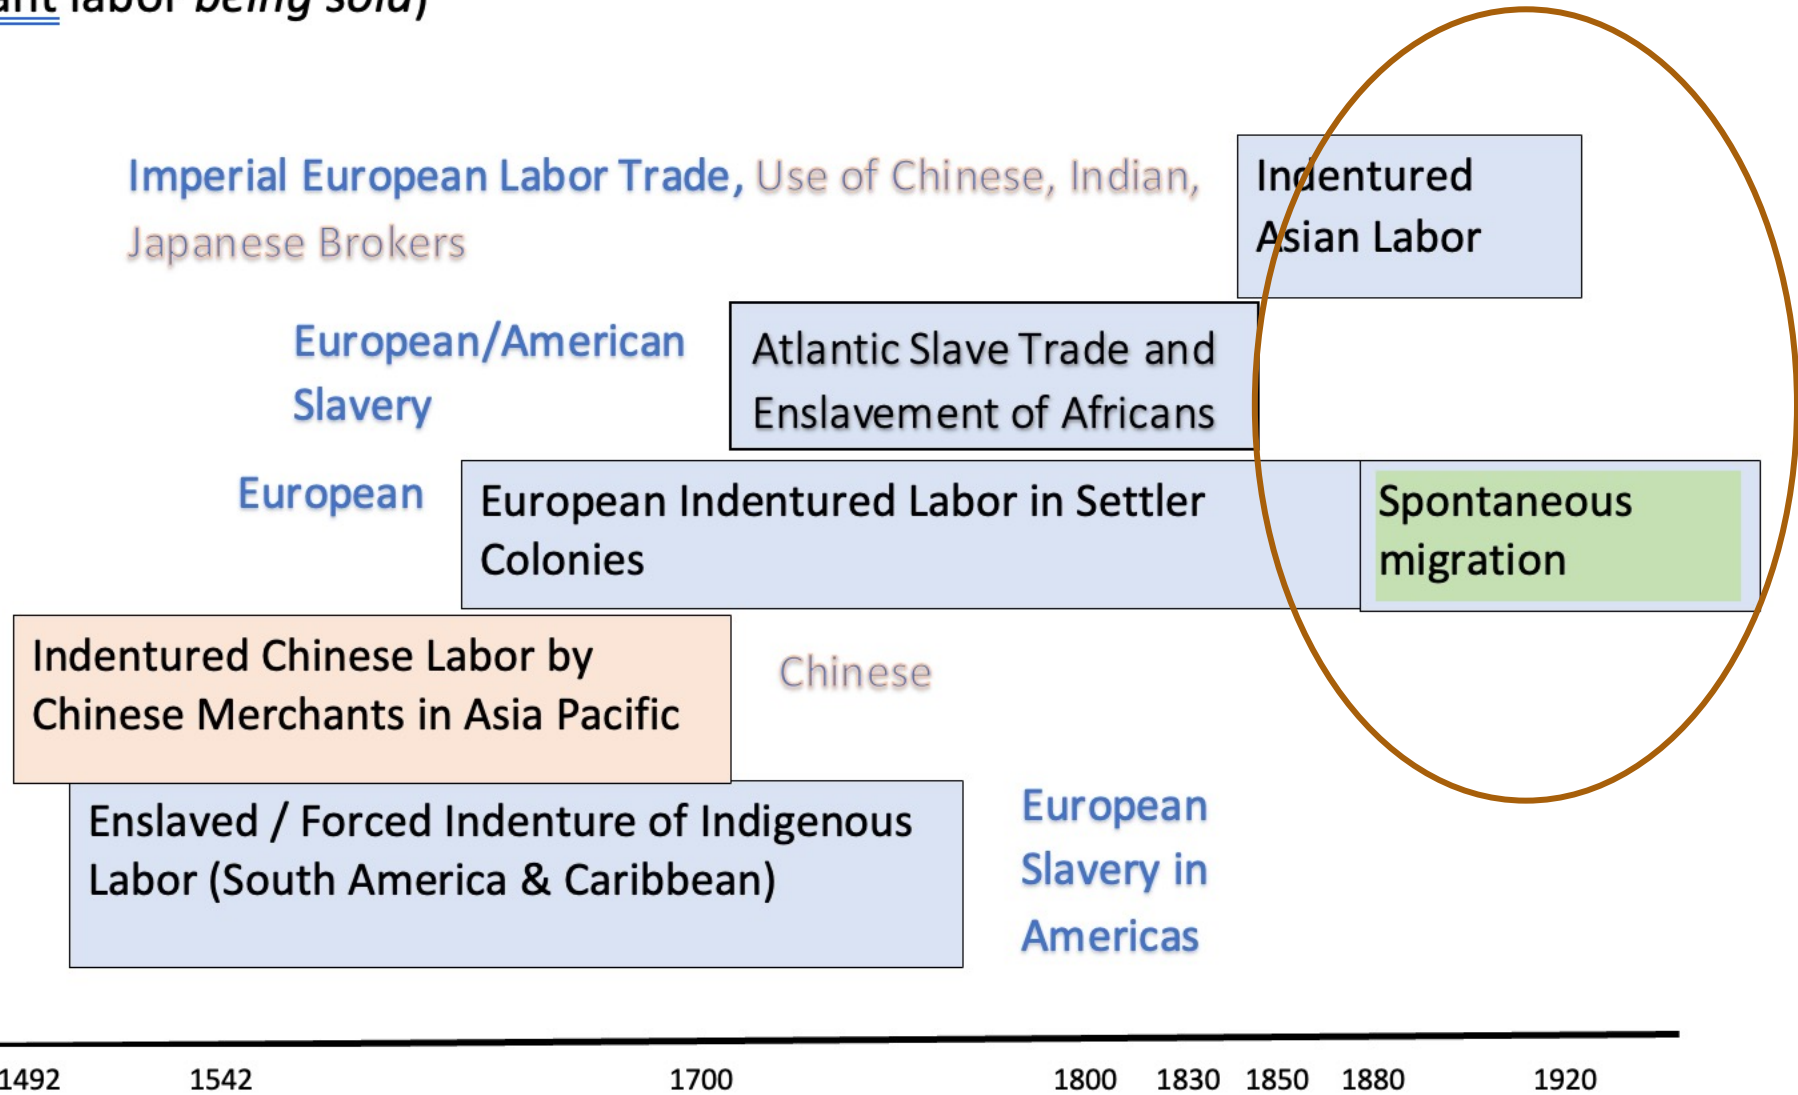 labor being sold)
Imperial European Labor Trade, Use of Chinese, Indian,
Japanese Brokers
Indentured
Asian Labor
European/American
Slavery
Atlantic Slave Trade and
Enslavement of Africans
European
European Indentured Labor in Settler
Colonies
Spontaneous
migration
Indentured Chinese Labor by
Chinese Merchants in Asia Pacific
Chinese
Enslaved / Forced Indenture of Indigenous
Labor (South America & Caribbean)
European
Slavery in
Americas
1492 1542 1700 1800 1830 1850 1880 1920